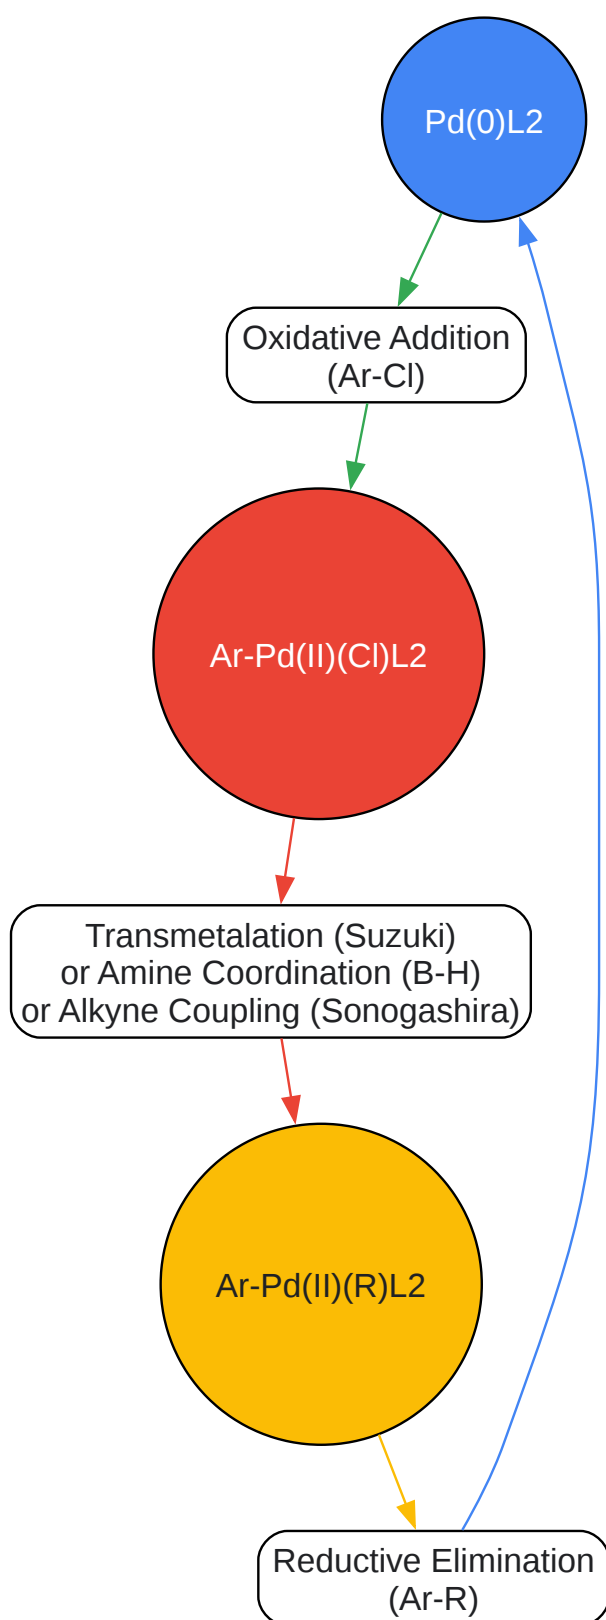 Pd(0)L2
Oxidative Addition
(Ar-Cl)
Ar-Pd(II)(Cl)L2
Transmetalation (Suzuki)
or Amine Coordination (B-H)
or Alkyne Coupling (Sonogashira)
Ar-Pd(II)(R)L2
Reductive Elimination
(Ar-R)